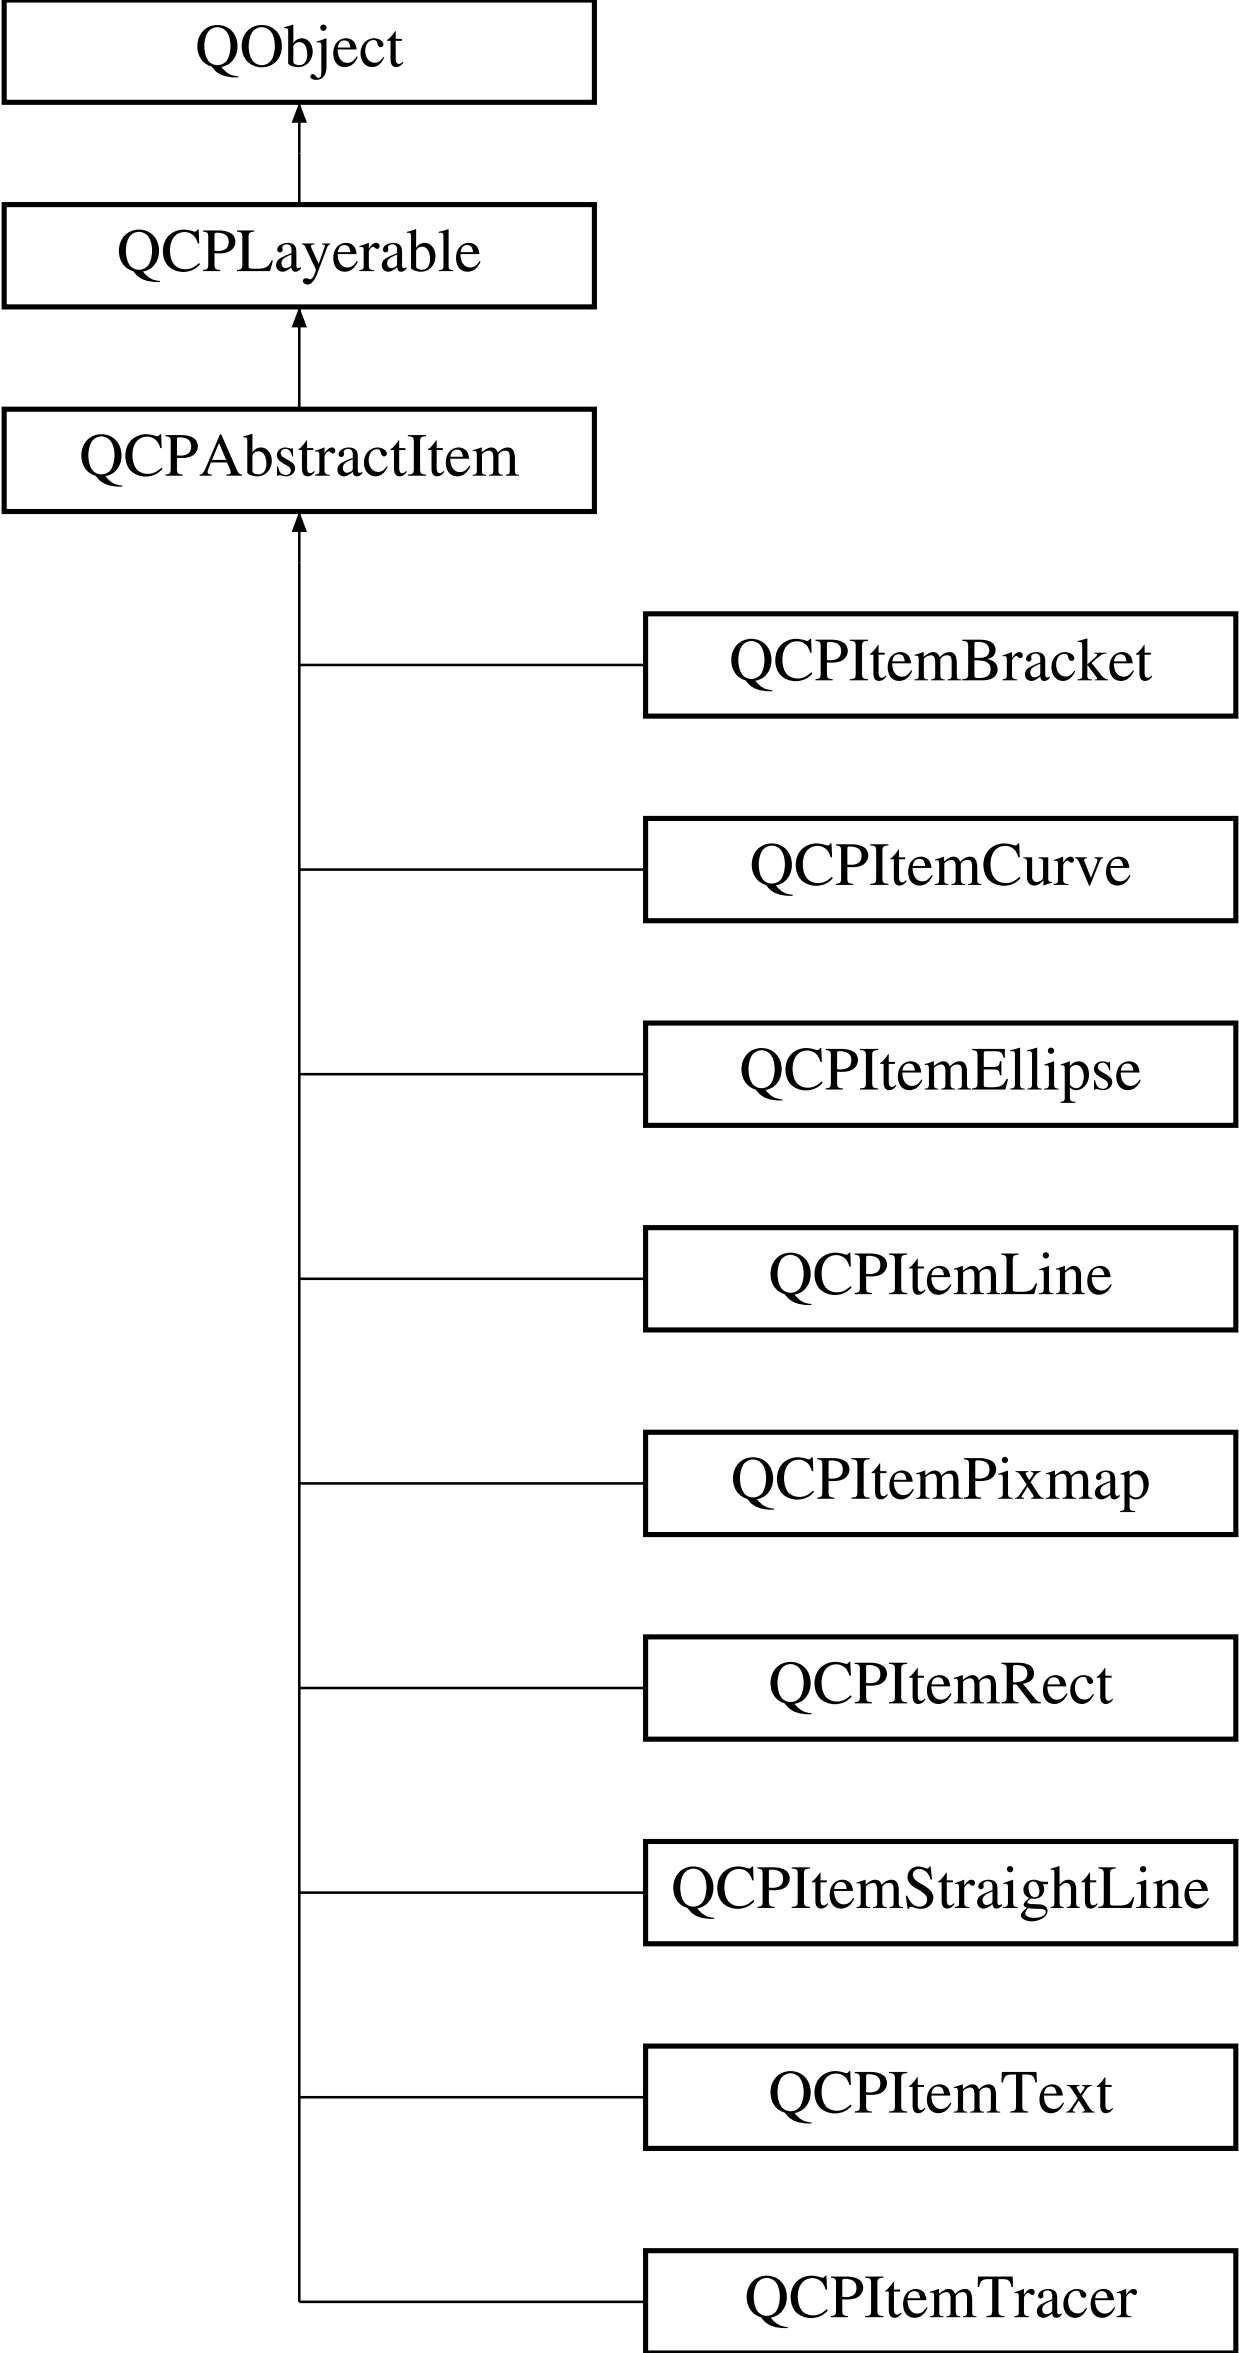 QObject
QCPLayerable
QCPAbstractItem
QCPItemBracket
QCPItemCurve
QCPItemEllipse
QCPItemLine
QCPItemPixmap
QCPItemRect
QCPItemStraightLine
QCPItemText
QCPItemTracer